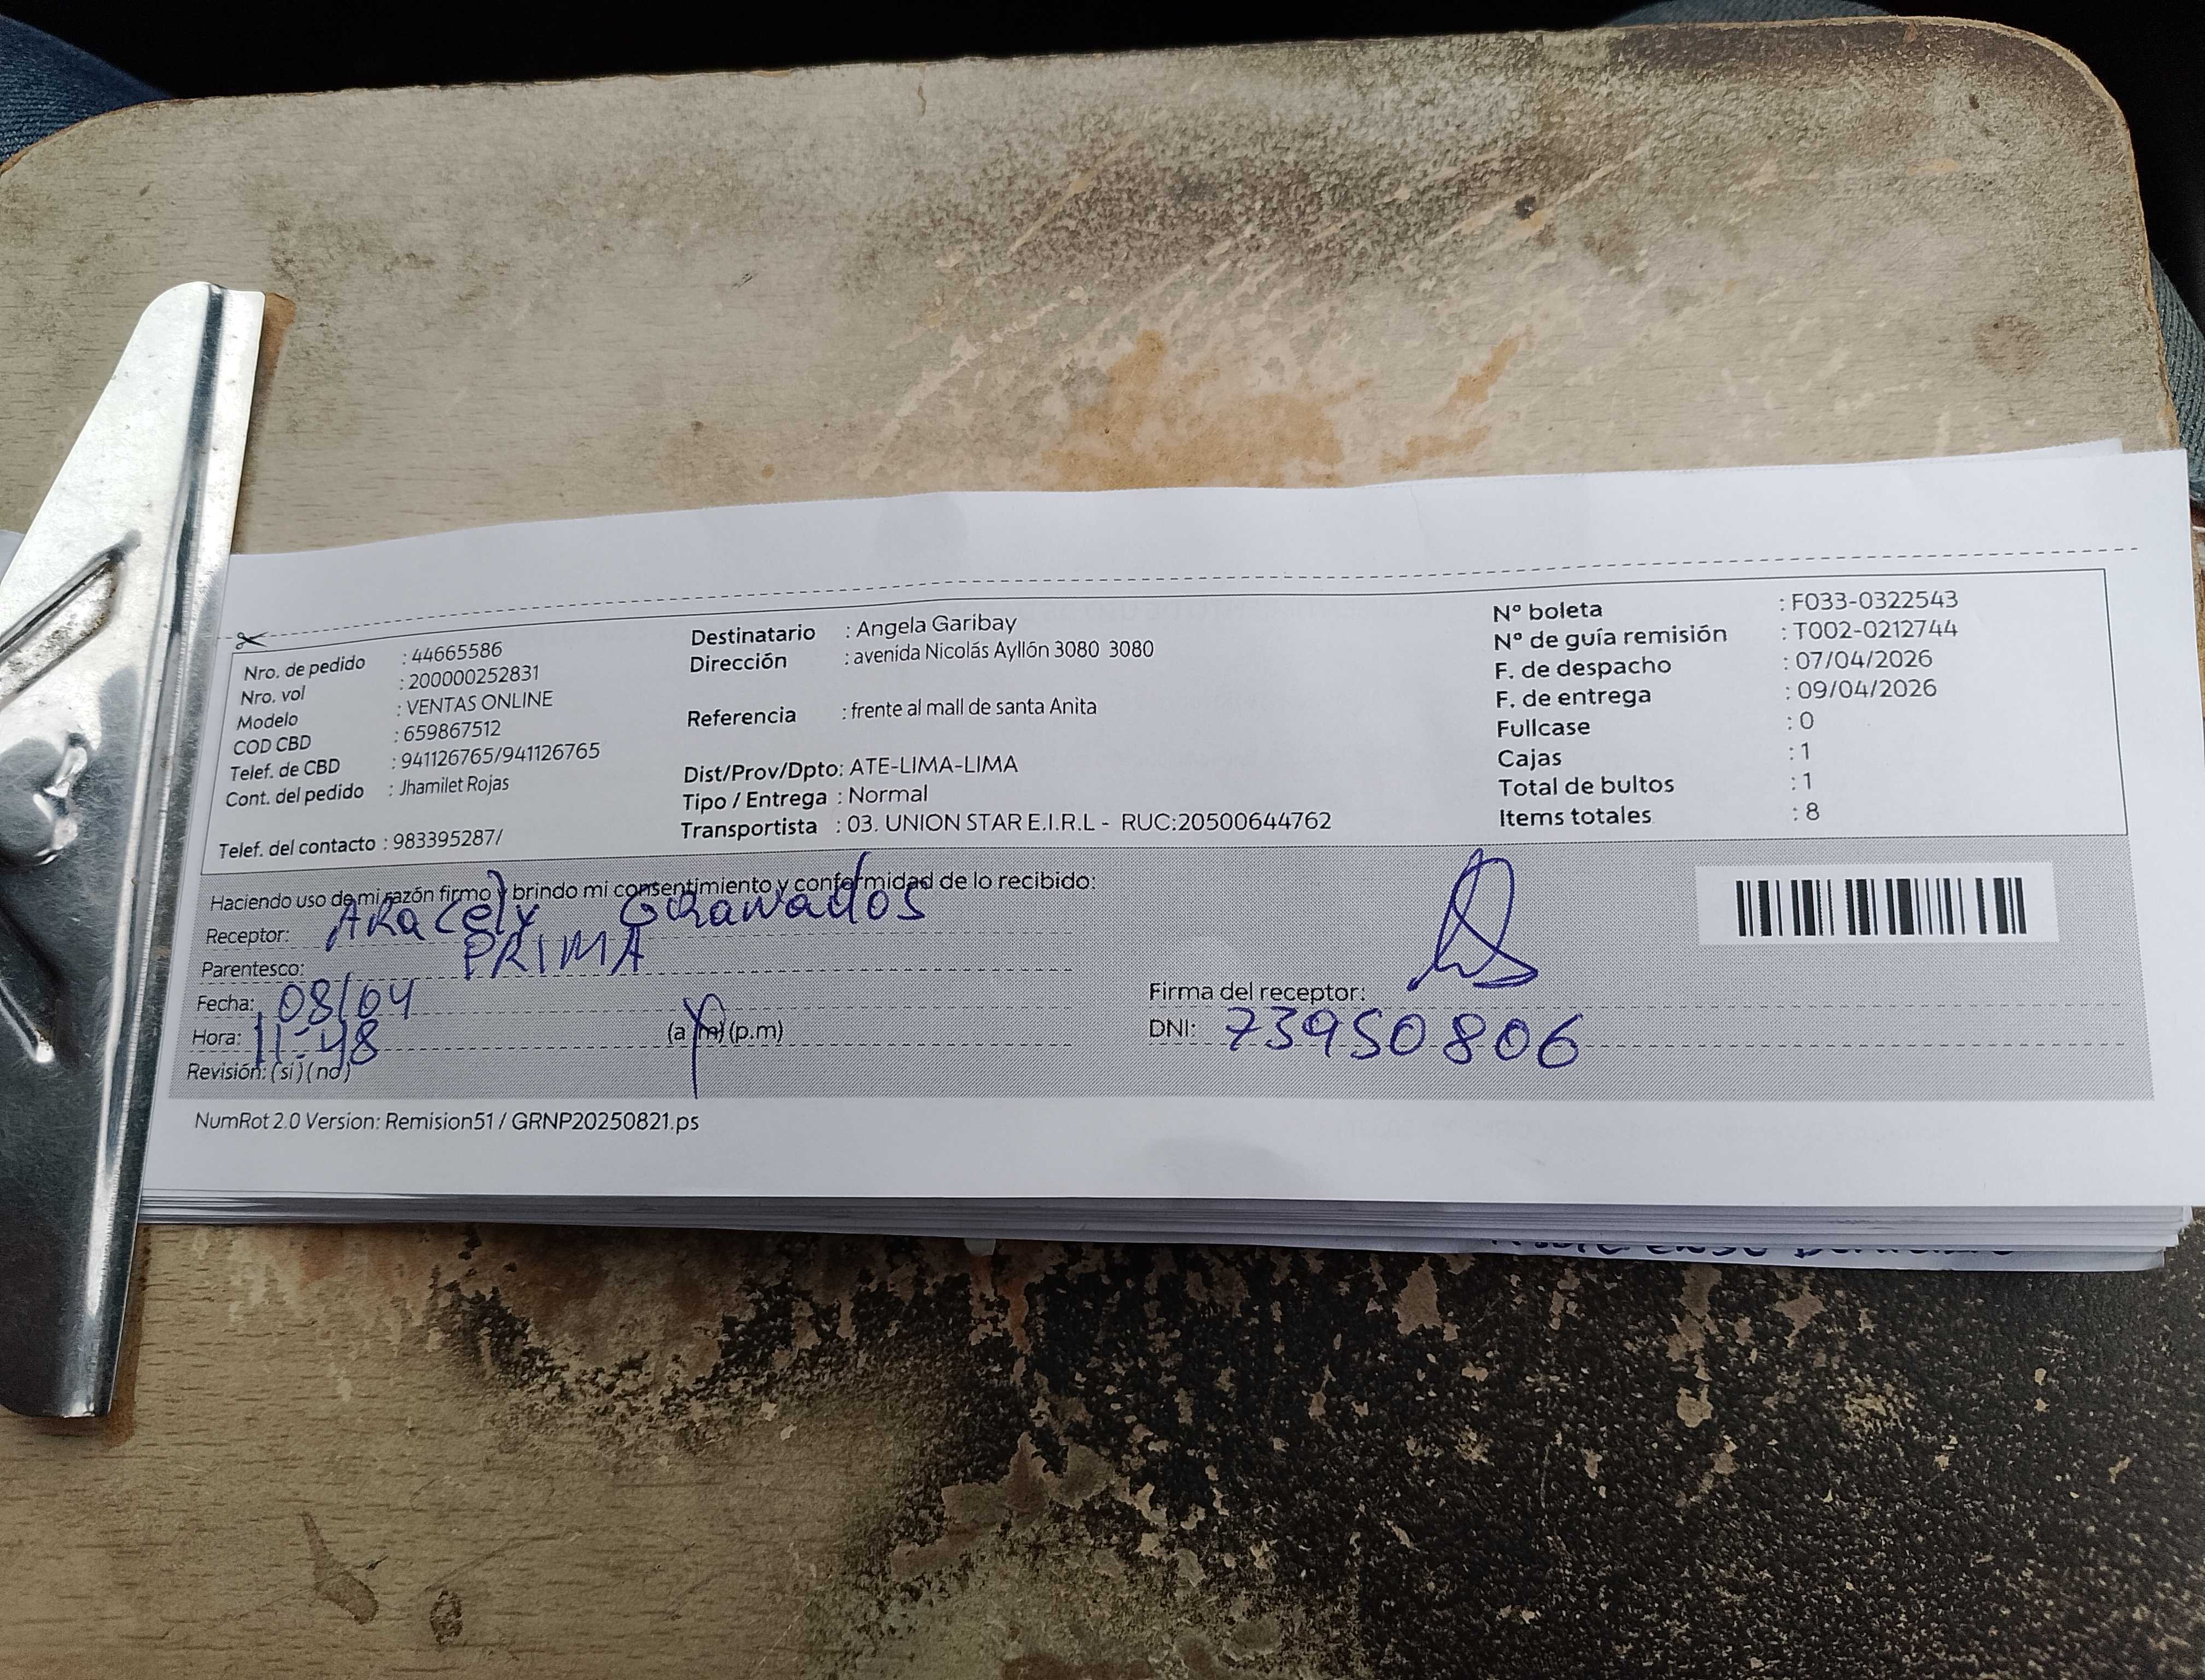 Nro. de pedido : 44665586
Nro. vol : 200000252831
Modelo : VENTAS ONLINE
COD CBD : 659867512
Telef. de CBD : 941126765/941126765
Cont. del pedido : Jhamilet Rojas
Telef. del contacto : 983395287/
Destinatario : Angela Garibay
Dirección : avenida Nicolás Ayllón 3080 3080
Referencia : frente al mall de santa Anita
Dist/Prov/Dpto: ATE-LIMA-LIMA
Tipo / Entrega : Normal
Transportista : 03. UNION STAR E.I.R.L - RUC:20500644762
N° boleta : F033-0322543
N° de guía remisión : T002-0212744
F. de despacho : 07/04/2026
F. de entrega : 09/04/2026
Fullcase : 0
Cajas : 1
Total de bultos : 1
Items totales : 8
Haciendo uso de mi razón firmo y brindo mi consentimiento y conformidad de lo recibido:
Receptor: Aracely Granados
Parentesco: PRIMA
Fecha: 08/04
Hora: 11:48 (a.m) (p.m)
Revisión: (si) (no)
Firma del receptor:
DNI: 73950806
NumRot 2.0 Version: Remision51 / GRNP20250821.ps